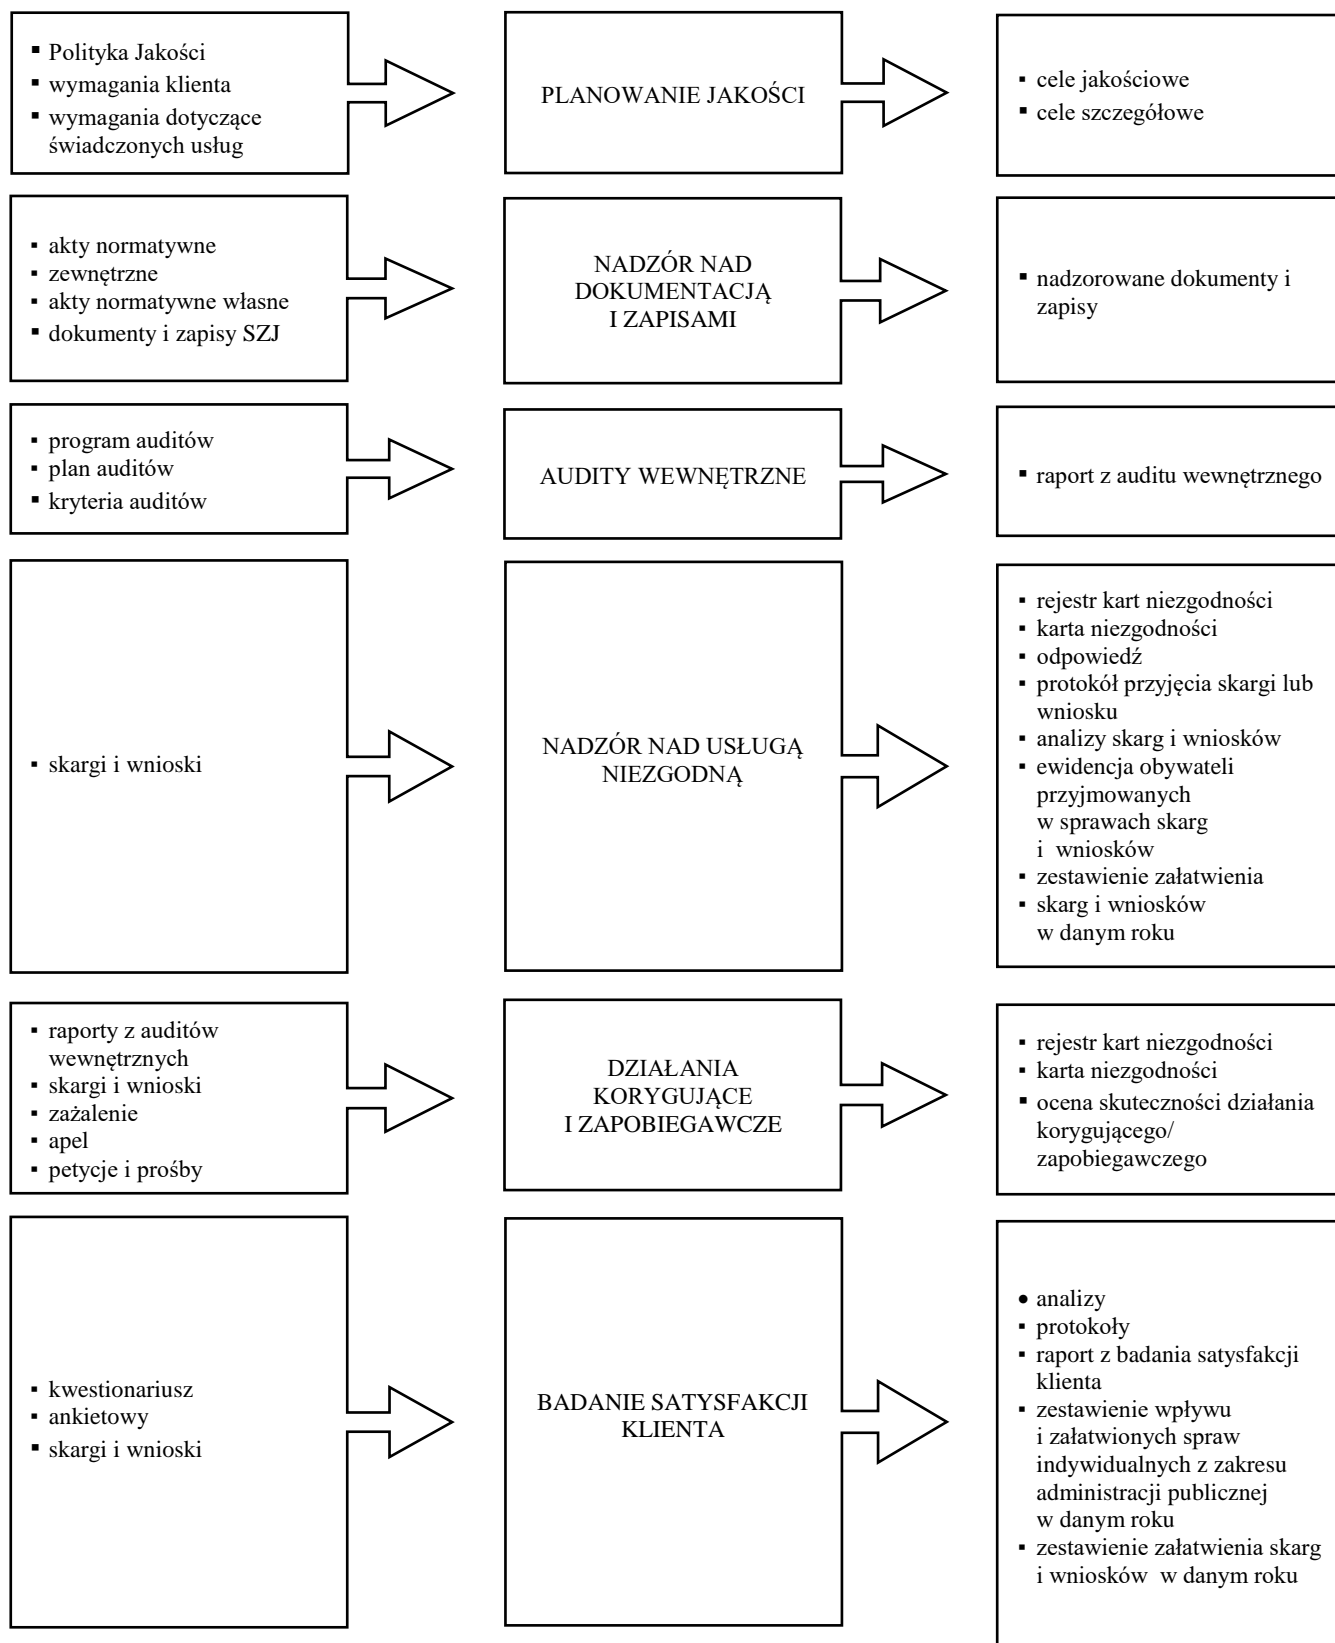 ▪ Polityka Jakości
▪ wymagania klienta
▪ wymagania dotyczące
świadczonych usług
PLANOWANIE JAKOŚCI
▪ cele jakościowe
▪ cele szczegółowe
▪ akty normatywne
▪ zewnętrzne
▪ akty normatywne własne
▪ dokumenty i zapisy SZJ
NADZÓR NAD
DOKUMENTACJĄ
I ZAPISAMI
▪ nadzorowane dokumenty i
zapisy
▪ program auditów
▪ plan auditów
▪ kryteria auditów
AUDITY WEWNĘTRZNE
▪ raport z auditu wewnętrznego
▪ skargi i wnioski
NADZÓR NAD USŁUGĄ
NIEZGODNĄ
▪ rejestr kart niezgodności
▪ karta niezgodności
▪ odpowiedź
▪ protokół przyjęcia skargi lub
wniosku
▪ analizy skarg i wniosków
▪ ewidencja obywateli
przyjmowanych
w sprawach skarg
i wniosków
▪ zestawienie załatwienia
▪ skarg i wniosków
w danym roku
▪ raporty z auditów
wewnętrznych
▪ skargi i wnioski
▪ zażalenie
▪ apel
▪ petycje i prośby
DZIAŁANIA
KORYGUJĄCE
I ZAPOBIEGAWCZE
▪ rejestr kart niezgodności
▪ karta niezgodności
▪ ocena skuteczności działania
korygującego/
zapobiegawczego
▪ kwestionariusz
▪ ankietowy
▪ skargi i wnioski
BADANIE SATYSFAKCJI
KLIENTA
• analizy
▪ protokoły
▪ raport z badania satysfakcji
klienta
▪ zestawienie wpływu
i załatwionych spraw
indywidualnych z zakresu
administracji publicznej
w danym roku
▪ zestawienie załatwienia skarg
i wniosków w danym roku